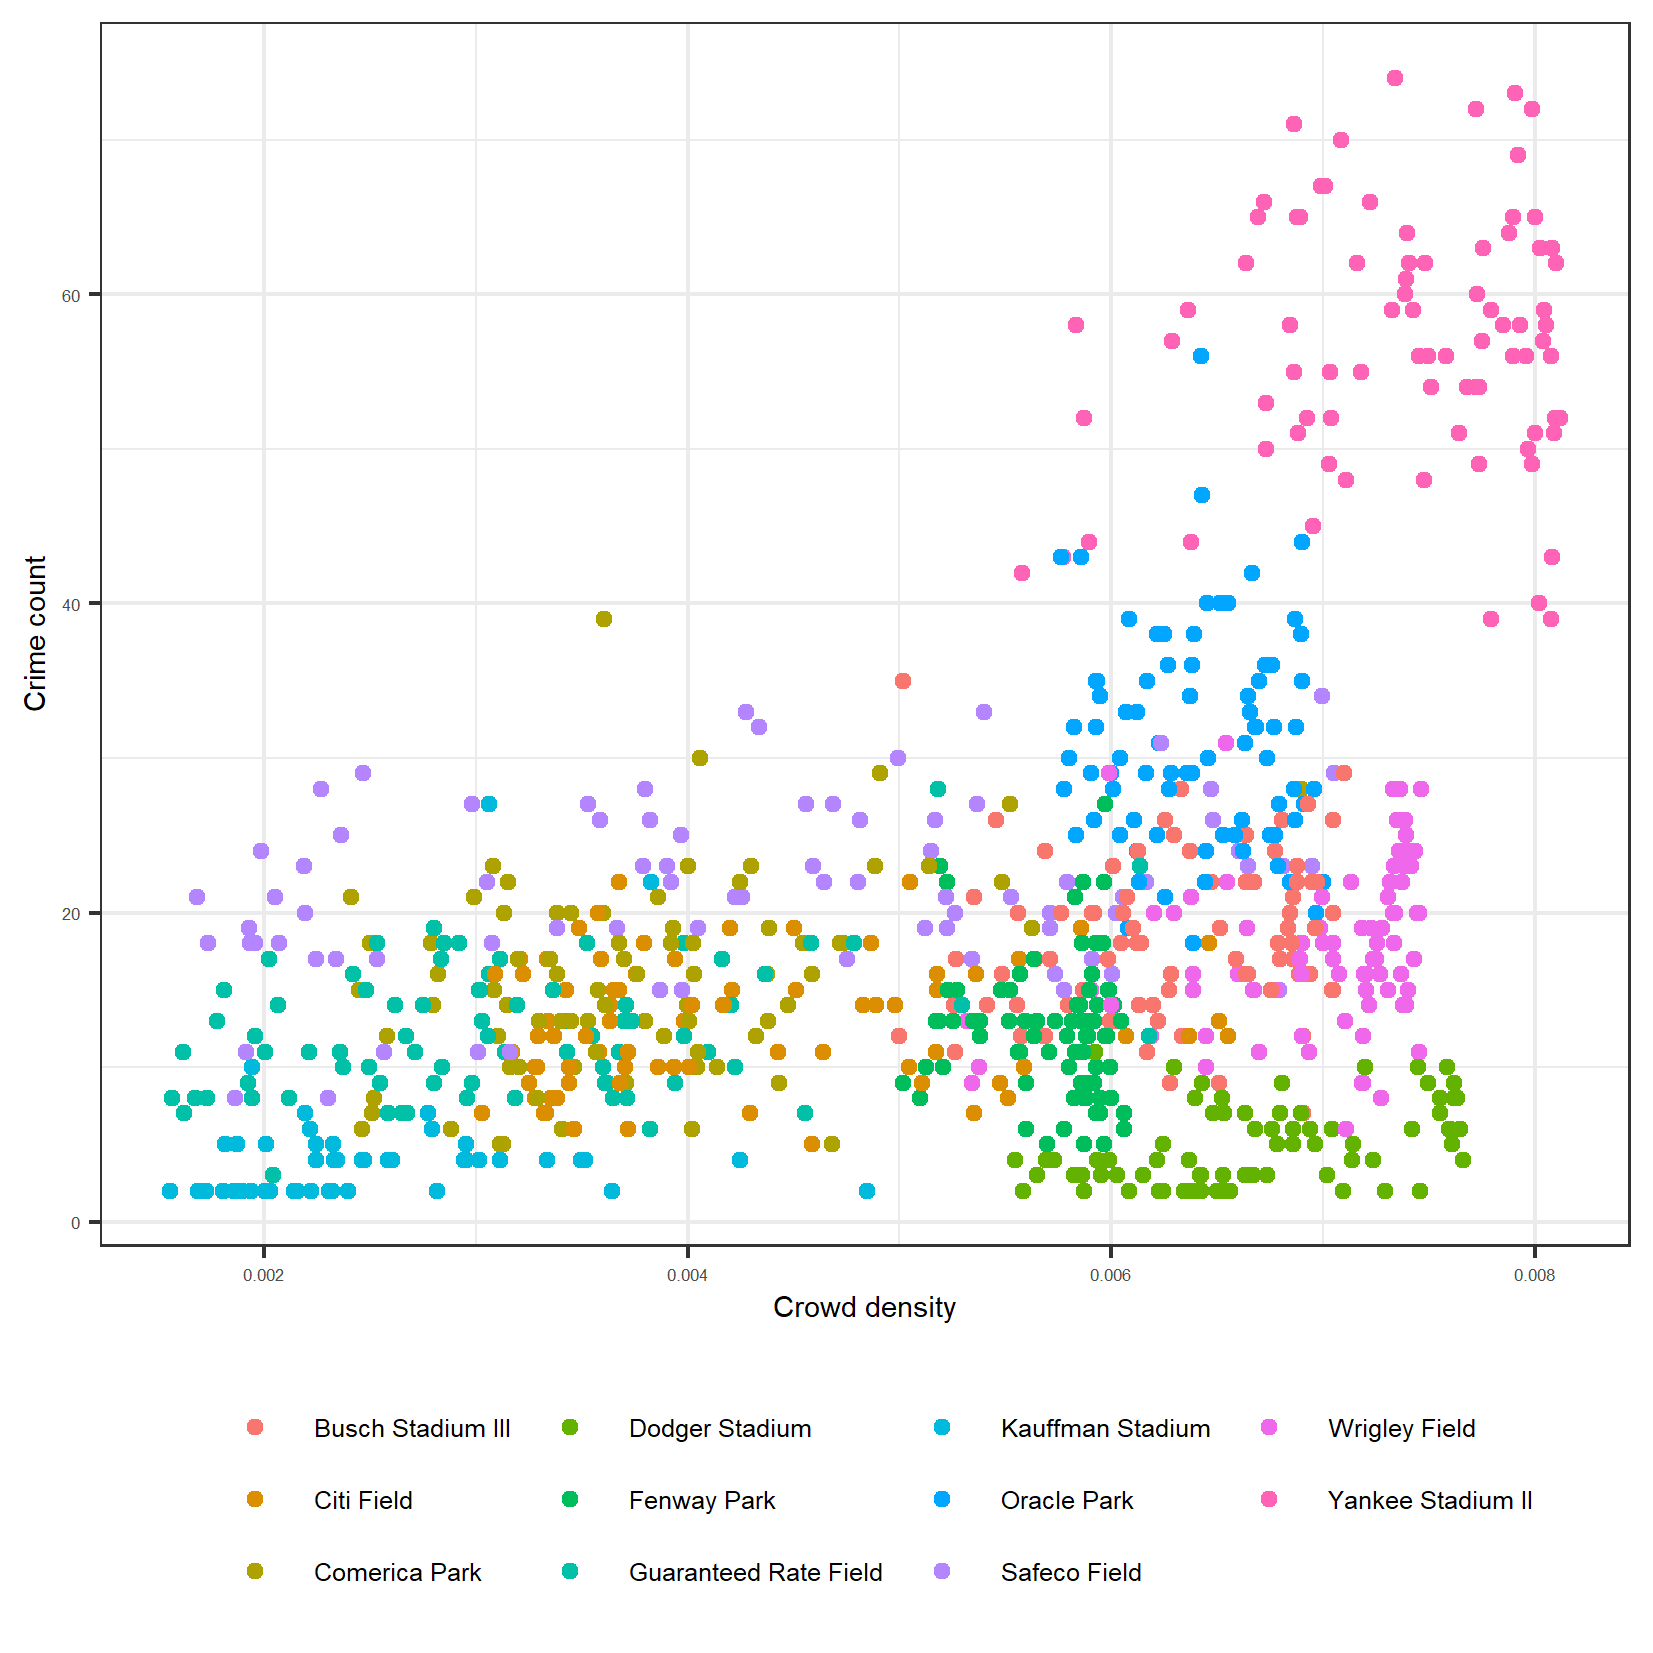 60
40
20
0
Crime count
0.002 0.004 0.006 0.008
Crowd density
Busch Stadium III Dodger Stadium Kauffman Stadium Wrigley Field
Citi Field Fenway Park Oracle Park Yankee Stadium II
Comerica Park Guaranteed Rate Field Safeco Field